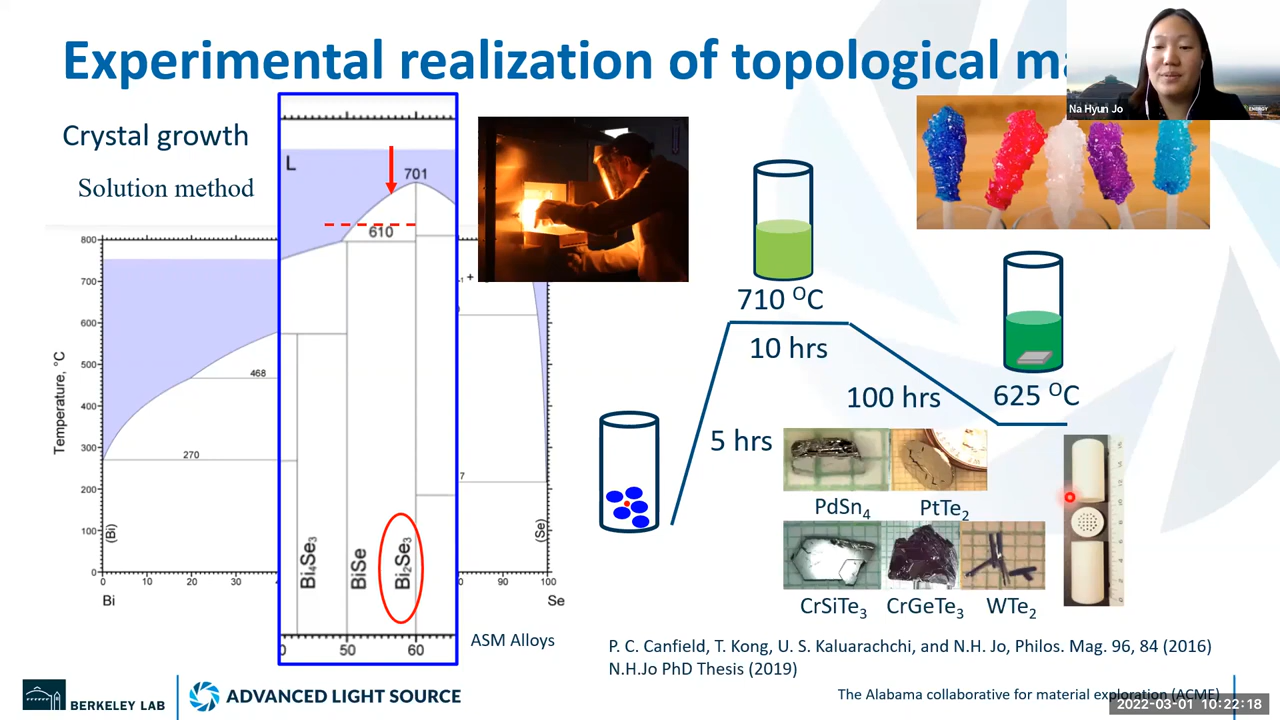 Experimental realization of topological ma
Na Hyun Jo
ENERGY
Crystal growth
Solution method
L
701
610
710 OC
10 hrs
100 hrs
625 OC
5 hrs
Temperature, °C
800
700
600
500
400
300
200
100
0
468
270
(Bi)
Bi4Se3
BiSe
Bi2Se3
(Se)
0
10
20
30
50
60
90
100
Bi
Se
PdSn4
PtTe2
CrSiTe3
CrGeTe3
WTe2
ASM Alloys
P. C. Canfield, T. Kong, U. S. Kaluarachchi, and N.H. Jo, Philos. Mag. 96, 84 (2016)
N.H.Jo PhD Thesis (2019)
BERKELEY LAB
ADVANCED LIGHT SOURCE
The Alabama collaborative for material exploration (ACME)
2022-03-01 10:22:18